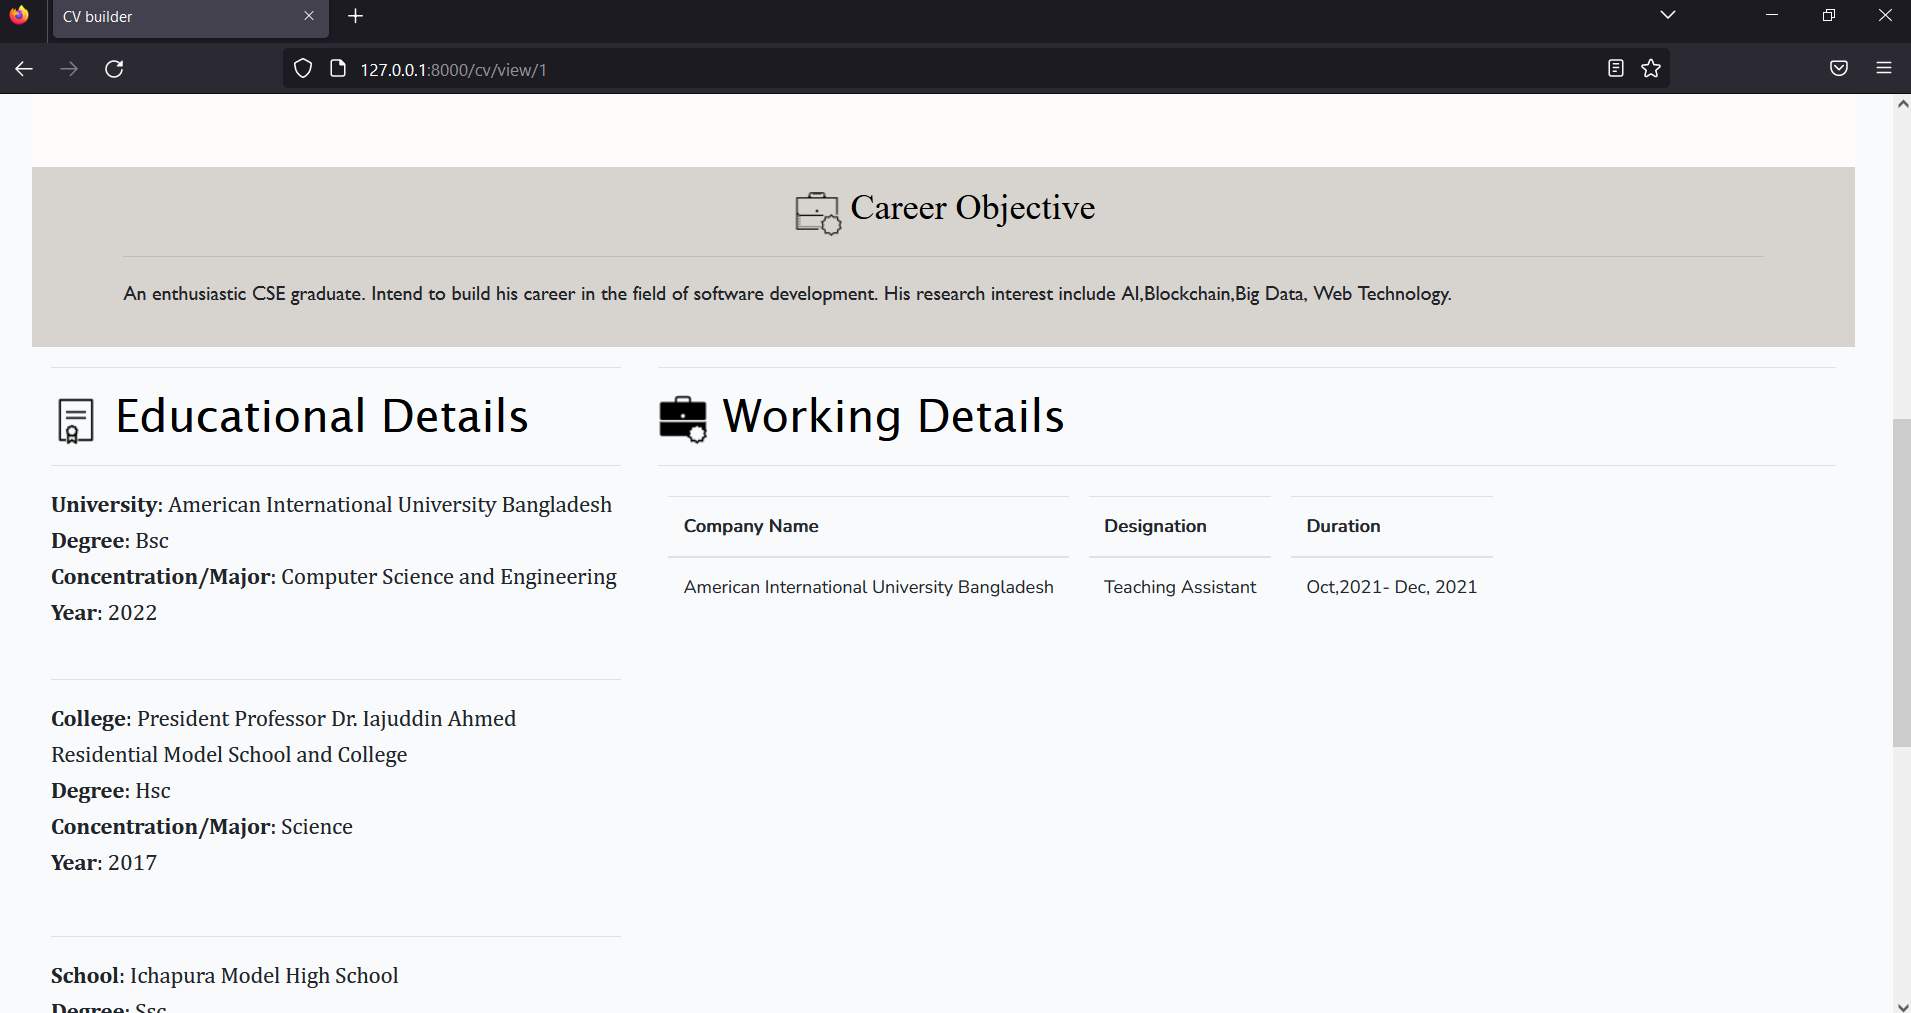 CV builder
127.0.0.1:8000/cv/view/1
Career Objective
An enthusiastic CSE graduate. Intend to build his career in the field of software development. His research interest include AI,Blockchain,Big Data, Web Technology.
Educational Details
University: American International University Bangladesh
Degree: Bsc
Concentration/Major: Computer Science and Engineering
Year: 2022
College: President Professor Dr. Iajuddin Ahmed
Residential Model School and College
Degree: Hsc
Concentration/Major: Science
Year: 2017
School: Ichapura Model High School
Degree: Ssc
Working Details
Company Name Designation Duration
American International University Bangladesh Teaching Assistant Oct,2021- Dec, 2021